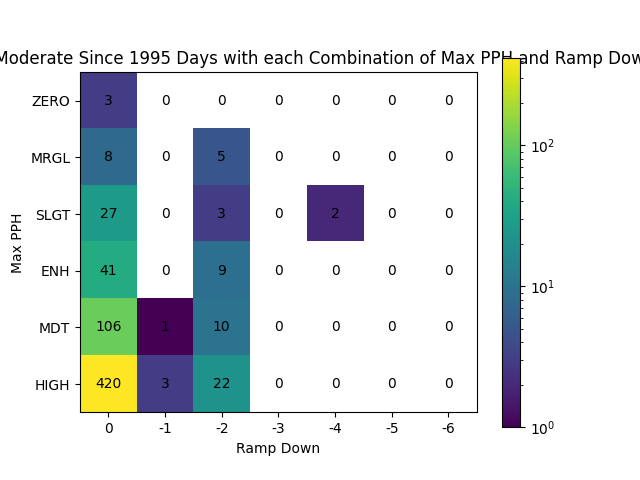 Moderate Since 1995 Days with each Combination of Max PPH and Ramp Dow
ZERO 3 0 0 0 0 0 0
MRGL 8 0 5 0 0 0 0
SLGT 27 0 3 0 2 0 0
ENH 41 0 9 0 0 0 0
MDT 106 1 10 0 0 0 0
HIGH 420 3 22 0 0 0 0
0 -1 -2 -3 -4 -5 -6
Ramp Down
Max PPH
10²
10¹
10⁰